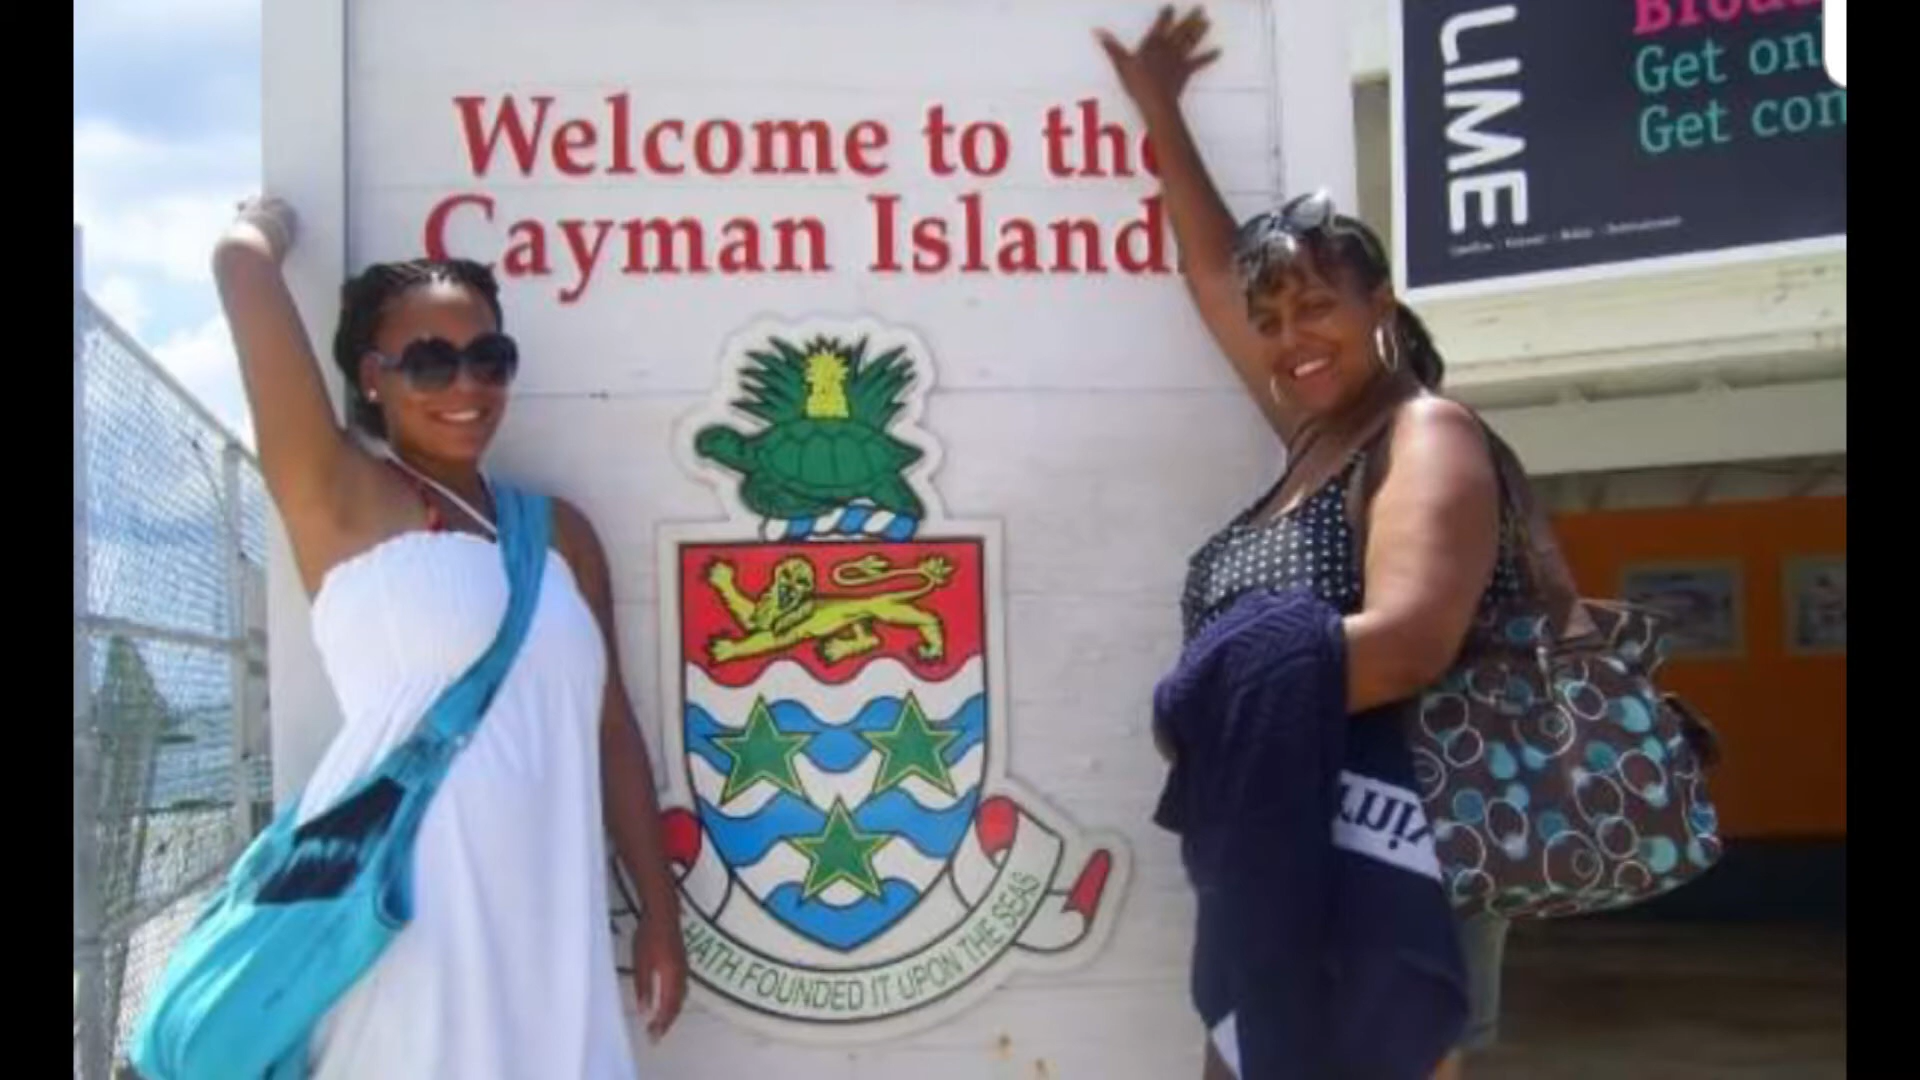 Welcome to the
Cayman Island
HATH FOUNDED IT UPON THE SEAS
LIME
Get on
Get con